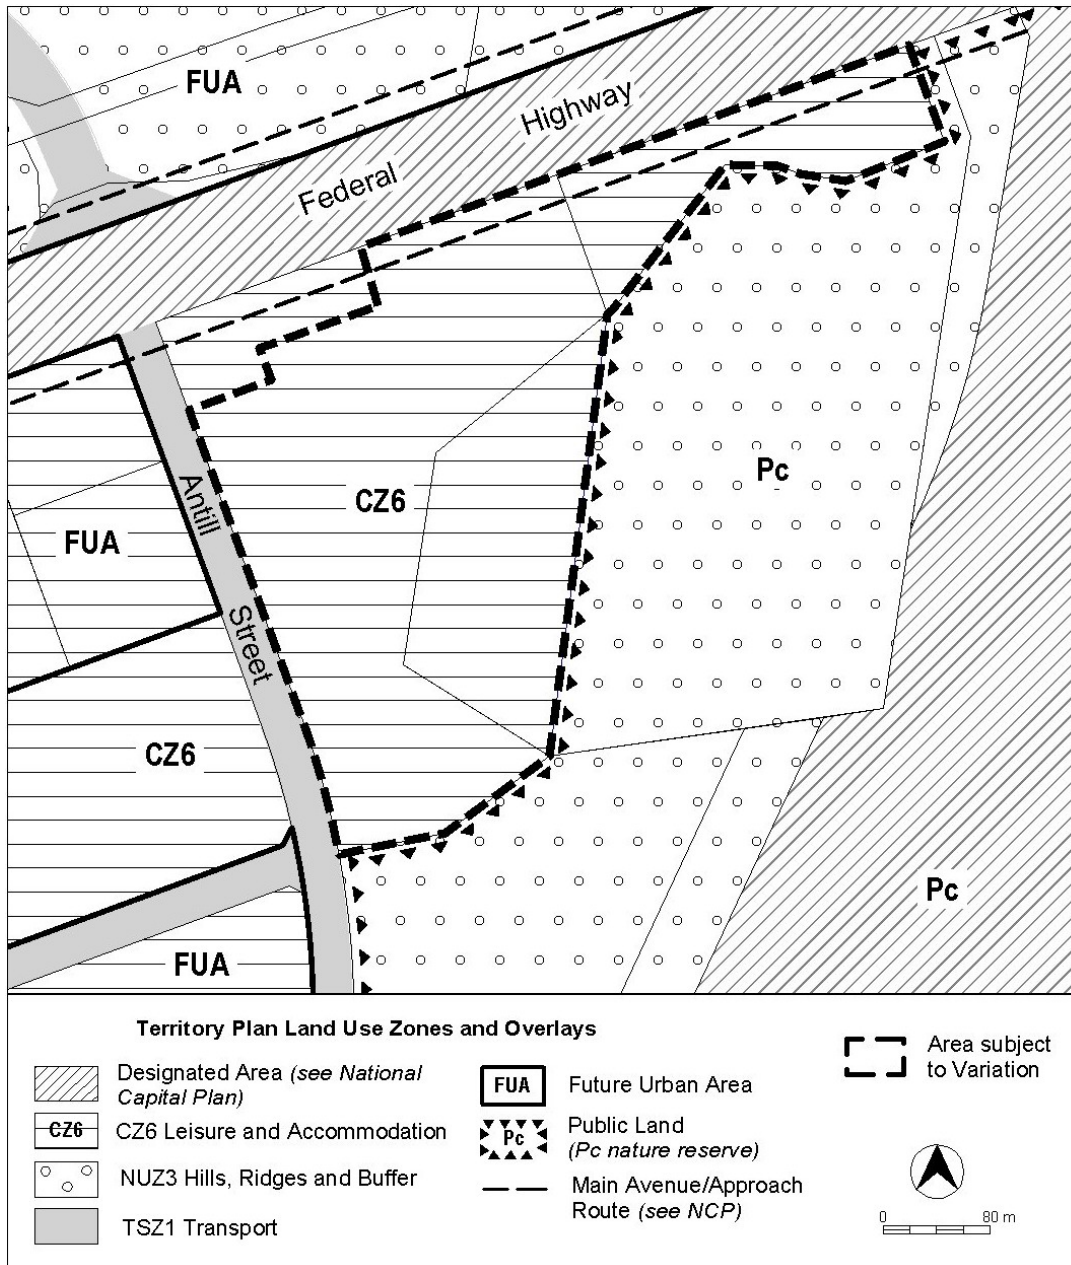 FUA
Federal Highway
Antill Street
CZ6
Pc
FUA
CZ6
Pc
FUA
Territory Plan Land Use Zones and Overlays
Designated Area (see National
Capital Plan)
CZ6 CZ6 Leisure and Accommodation
NUZ3 Hills, Ridges and Buffer
TSZ1 Transport
FUA Future Urban Area
Pc Public Land
(Pc nature reserve)
Main Avenue/Approach
Route (see NCP)
Area subject
to Variation
0 80 m